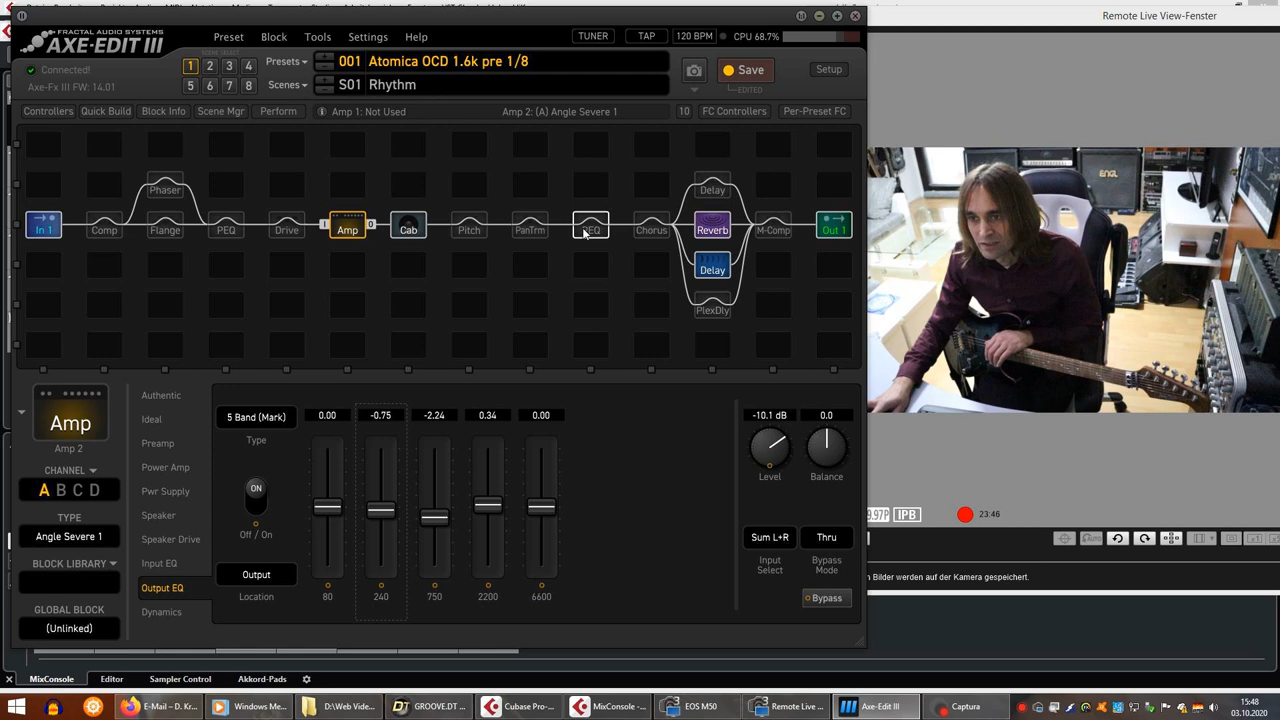 Remote Live View-Fenster
FRACTAL AUDIO SYSTEMS
AXE-EDIT III
Preset Block Tools Settings Help
TUNER TAP 120 BPM CPU 68.7%
Connected!
Axe-Fx III FW: 14.01
SCENE SELECT
1 2 3 4
5 6 7 8
Presets 001 Atomica OCD 1.6k pre 1/8
Scenes S01 Rhythm
Save
EDITED
Setup
Controllers Quick Build Block Info Scene Mgr Perform
Amp 1: Not Used Amp 2: (A) Angle Severe 1
10 FC Controllers Per-Preset FC
Phaser Delay
In 1 Comp Flange PEQ Drive Amp Cab Pitch PanTrm Chorus Reverb M-Comp Out 1
Delay
PlexDly
Amp
Amp 2
CHANNEL
A B C D
TYPE
Angle Severe 1
BLOCK LIBRARY
GLOBAL BLOCK
(Unlinked)
Authentic
Ideal
Preamp
Power Amp
Pwr Supply
Speaker
Speaker Drive
Input EQ
Output EQ
Dynamics
5 Band (Mark)
Type
ON
Off / On
Output
Location
0.00 -0.75 -2.24 0.34 0.00
80 240 750 2200 6600
-10.1 dB 0.0
Level Balance
Sum L+R Thru
Input Select
Bypass Mode
Bypass
ENGL
9.97P IPB 23:46
n Bilder werden auf der Kamera gespeichert.
MixConsole Editor Sampler Control Akkord-Pads
E-Mail – D. Kr... Windows Me... D:\Web Video... GROOVE.DT ... Cubase Pro-... MixConsole -... EOS M50 Remote Live ... Axe-Edit III Captura
15:48
03.10.2020